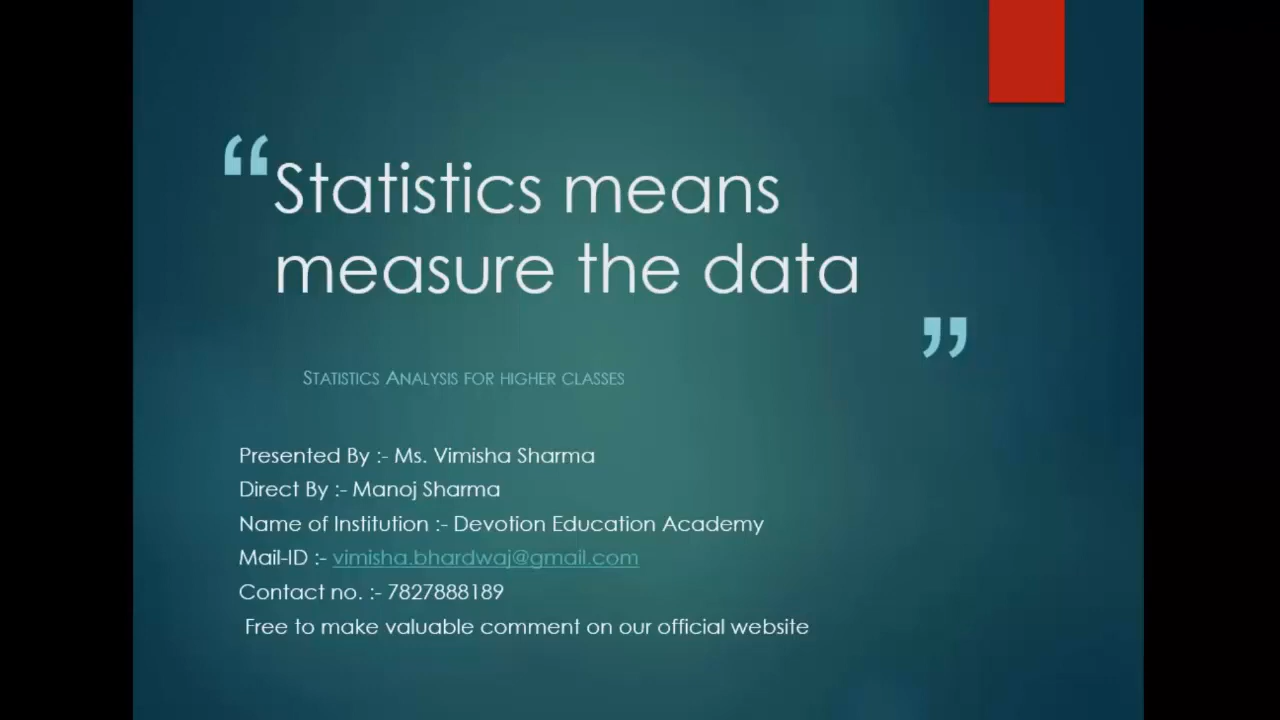 “Statistics means
measure the data
”
Statistics Analysis for higher classes
Presented By :- Ms. Vimisha Sharma
Direct By :- Manoj Sharma
Name of Institution :- Devotion Education Academy
Mail-ID :- vimisha.bhardwaj@gmail.com
Contact no. :- 7827888189
Free to make valuable comment on our official website